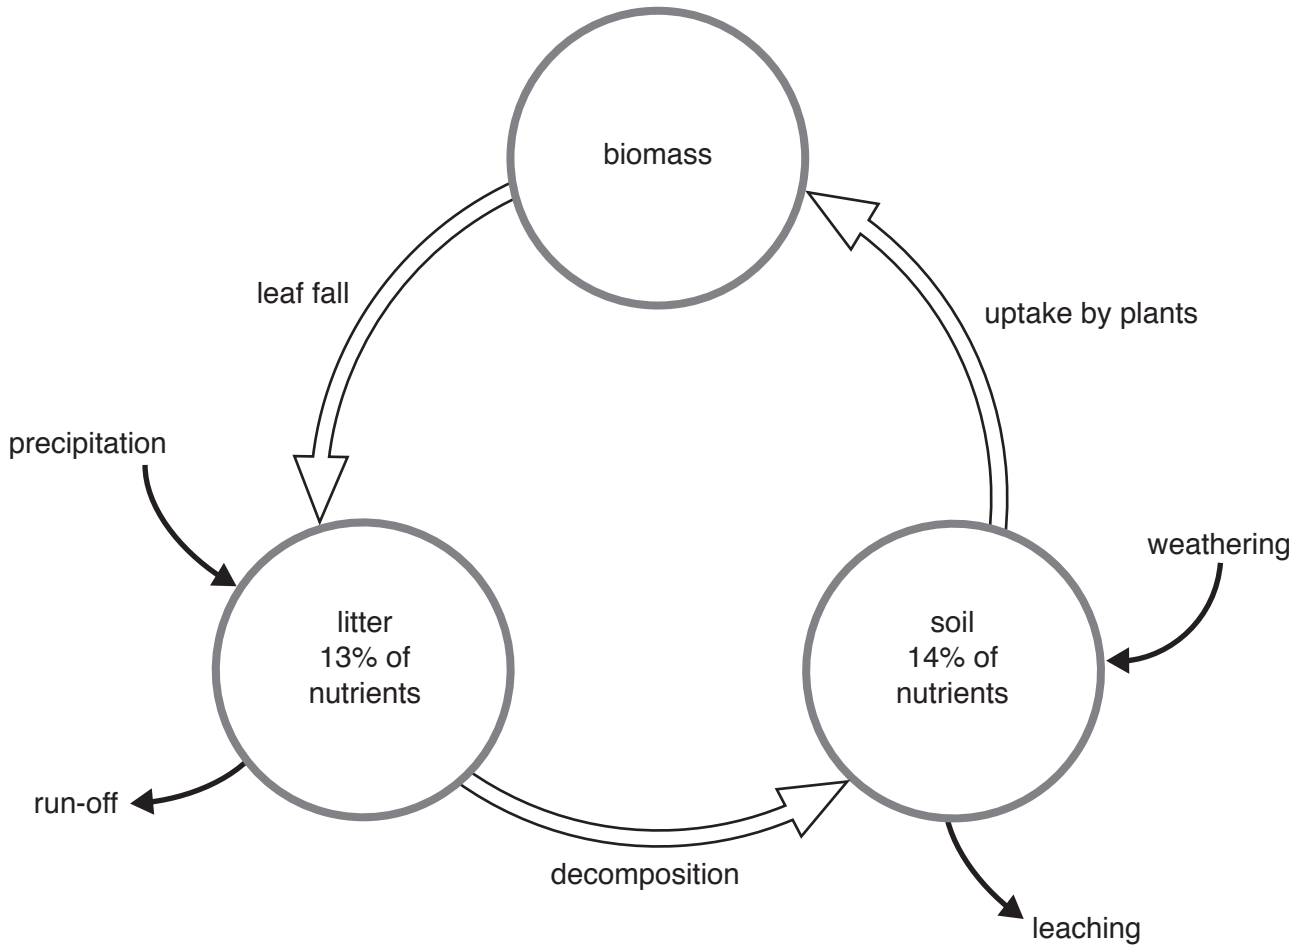 biomass
leaf fall
uptake by plants
precipitation
weathering
litter
13% of
nutrients
soil
14% of
nutrients
run-off
decomposition
leaching